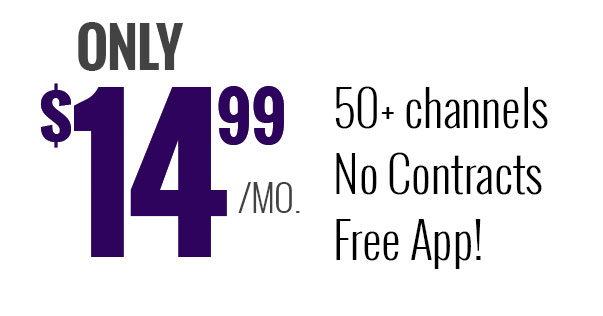 ONLY
$14.99
/MO.
50+ channels
No Contracts
Free App!